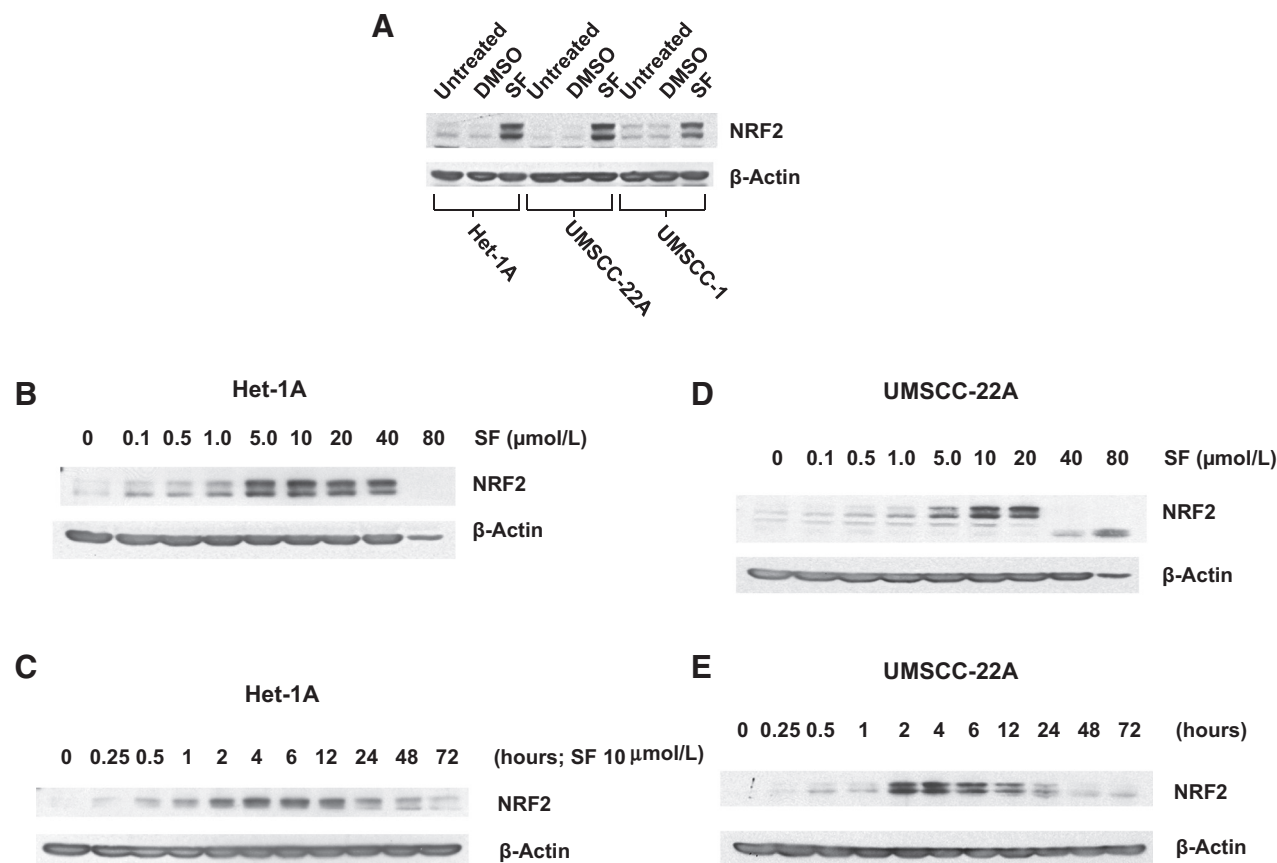 A
Untreated DMSO SF Untreated DMSO SF Untreated DMSO SF
NRF2
β-Actin
Het-1A UMSCC-22A UMSCC-1
B
Het-1A
0 0.1 0.5 1.0 5.0 10 20 40 80 SF (μmol/L)
NRF2
β-Actin
D
UMSCC-22A
0 0.1 0.5 1.0 5.0 10 20 40 80 SF (μmol/L)
NRF2
β-Actin
C
Het-1A
0 0.25 0.5 1 2 4 6 12 24 48 72 (hours; SF 10 μmol/L)
NRF2
β-Actin
E
UMSCC-22A
0 0.25 0.5 1 2 4 6 12 24 48 72 (hours)
NRF2
β-Actin